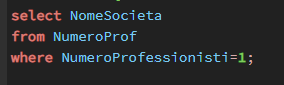 select NomeSocieta
from NumeroProf
where NumeroProfessionisti=1;